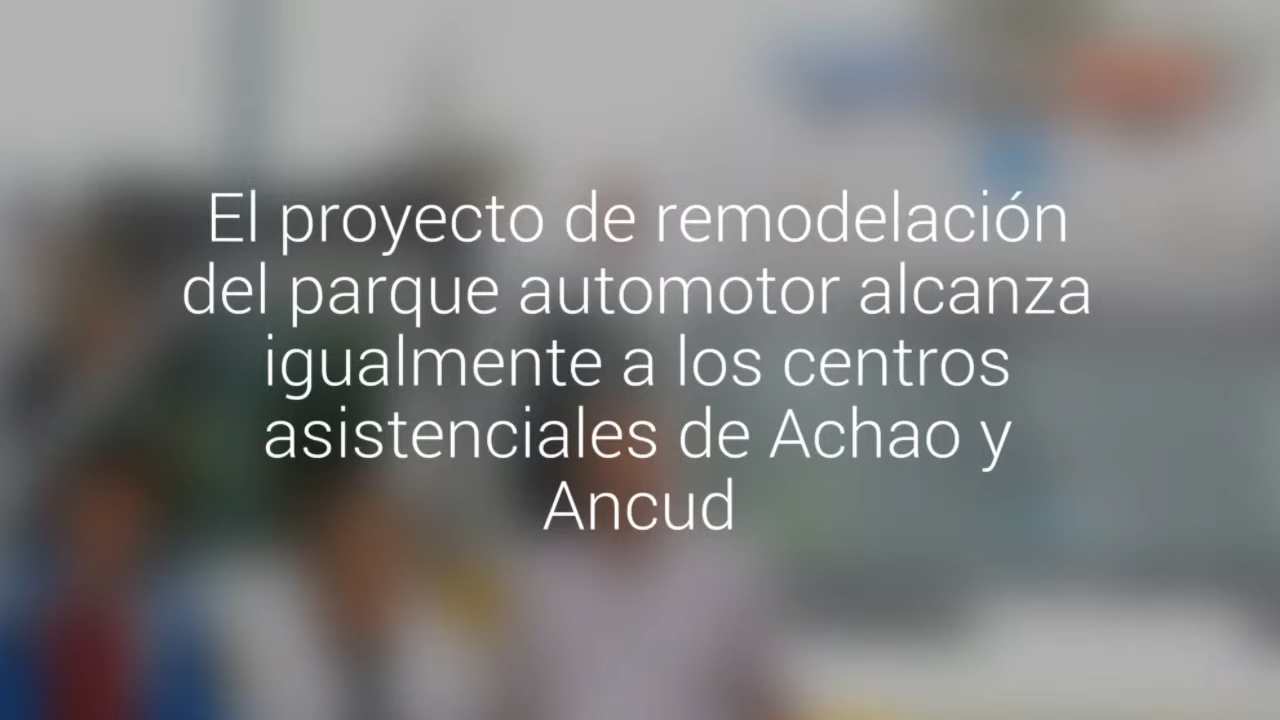 El proyecto de remodelación
del parque automotor alcanza
igualmente a los centros
asistenciales de Achao y
Ancud